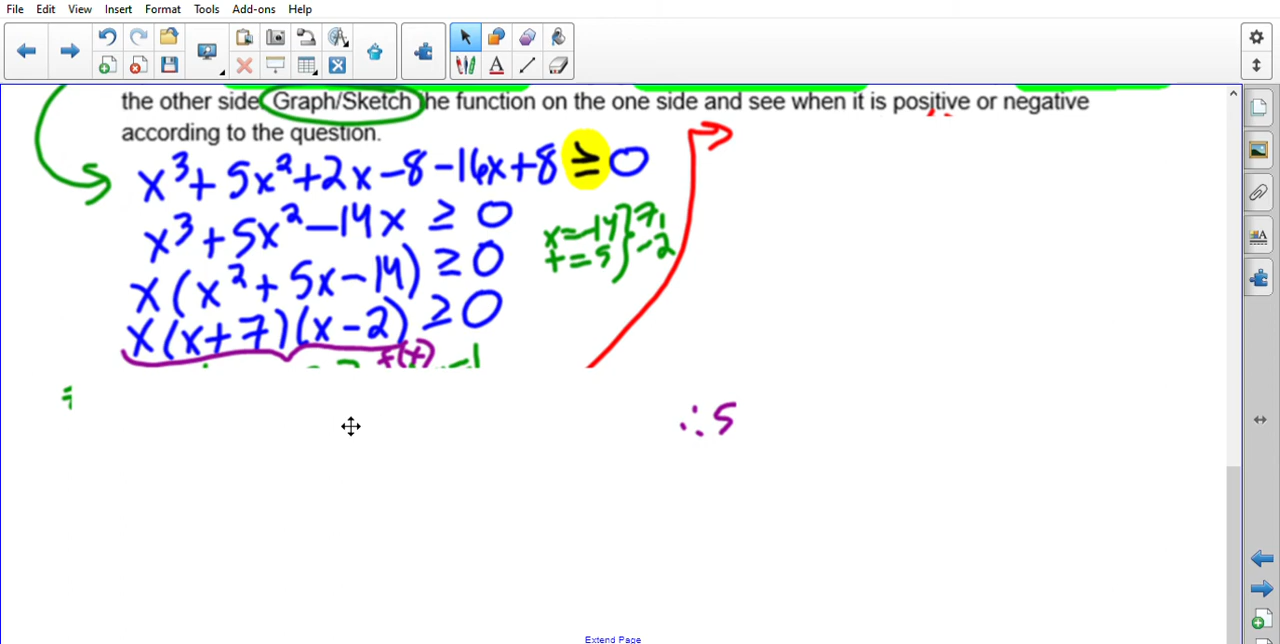 File Edit View Insert Format Tools Add-ons Help
the other side. Graph/Sketch the function on the one side and see when it is positive or negative
according to the question.
x³ + 5x² + 2x - 8 - 16x + 8 ≥ 0
x³ + 5x² - 14x ≥ 0
x = -14 } 7,
+ = 5 } -2
x(x² + 5x - 14) ≥ 0
x(x + 7)(x - 2) ≥ 0
f(x)
-1
∴ 5
Extend Page